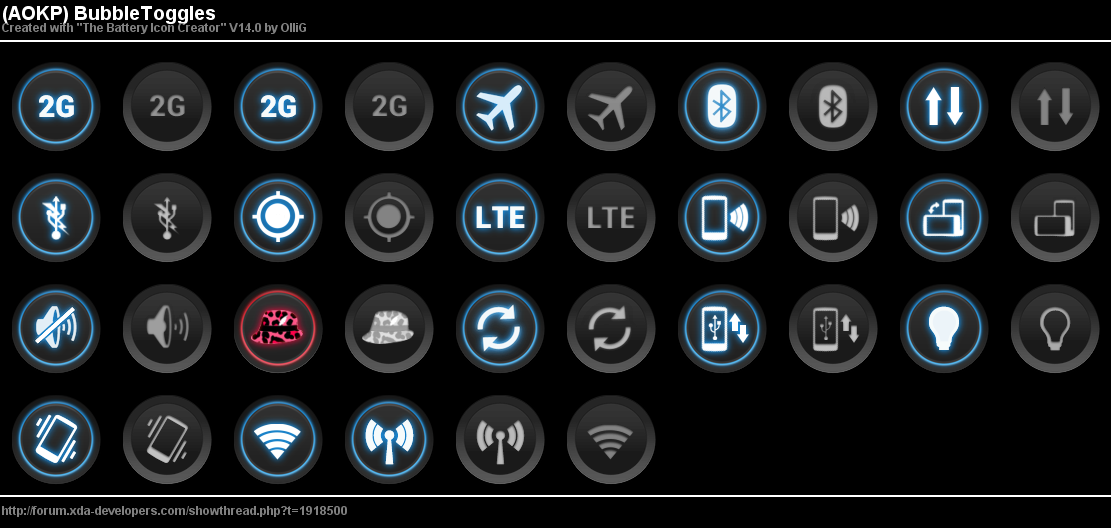 (AOKP) BubbleToggles
Created with "The Battery Icon Creator" V14.0 by OlliG
2G 2G 2G 2G
LTE LTE
http://forum.xda-developers.com/showthread.php?t=1918500